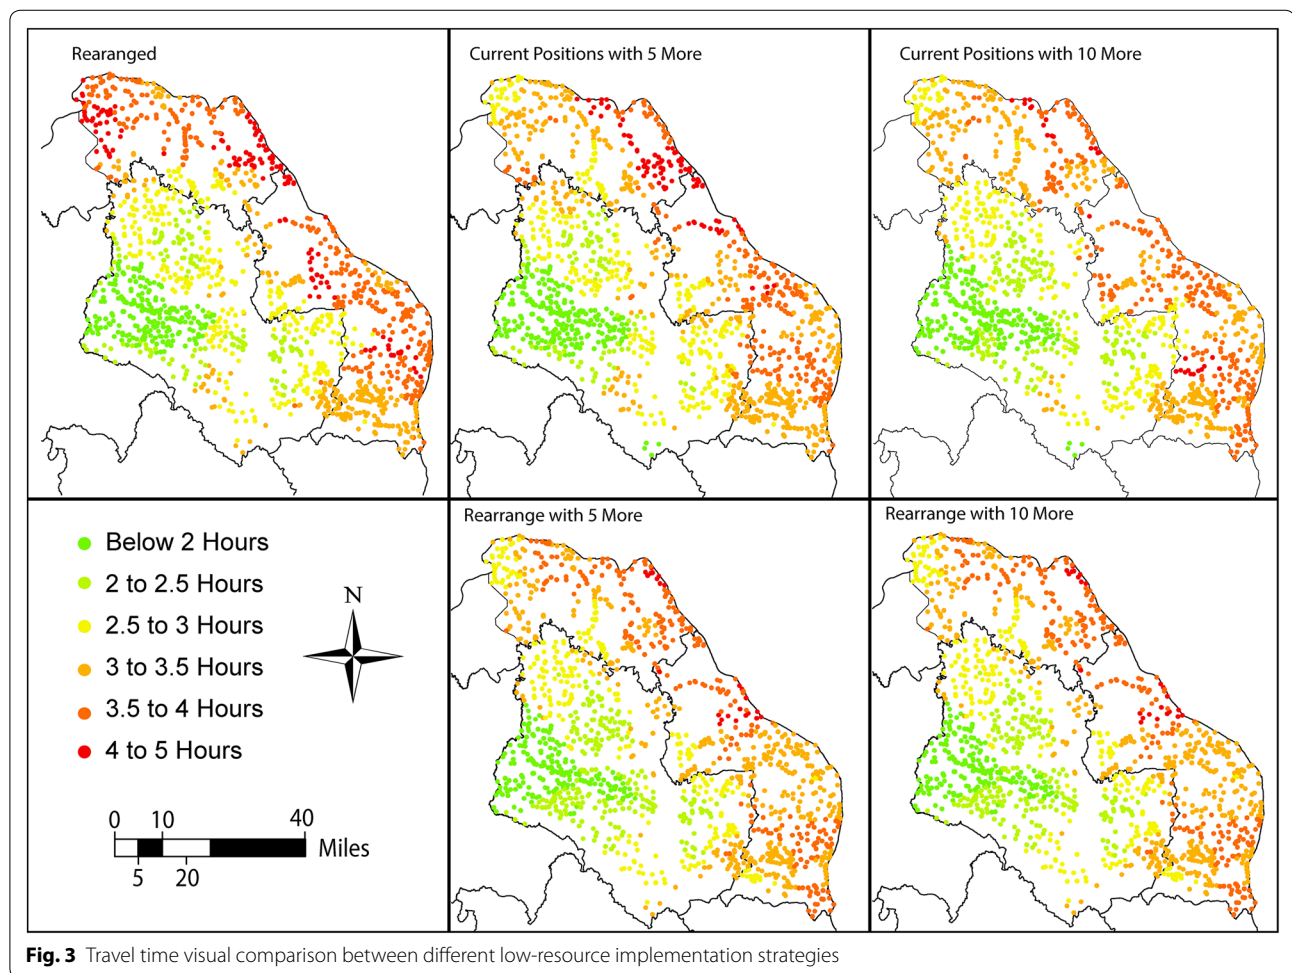 Rearanged
Current Positions with 5 More
Current Positions with 10 More
Below 2 Hours
2 to 2.5 Hours
2.5 to 3 Hours
3 to 3.5 Hours
3.5 to 4 Hours
4 to 5 Hours
N
0 10 40
Miles
5 20
Rearrange with 5 More
Rearrange with 10 More
Fig. 3 Travel time visual comparison between different low-resource implementation strategies